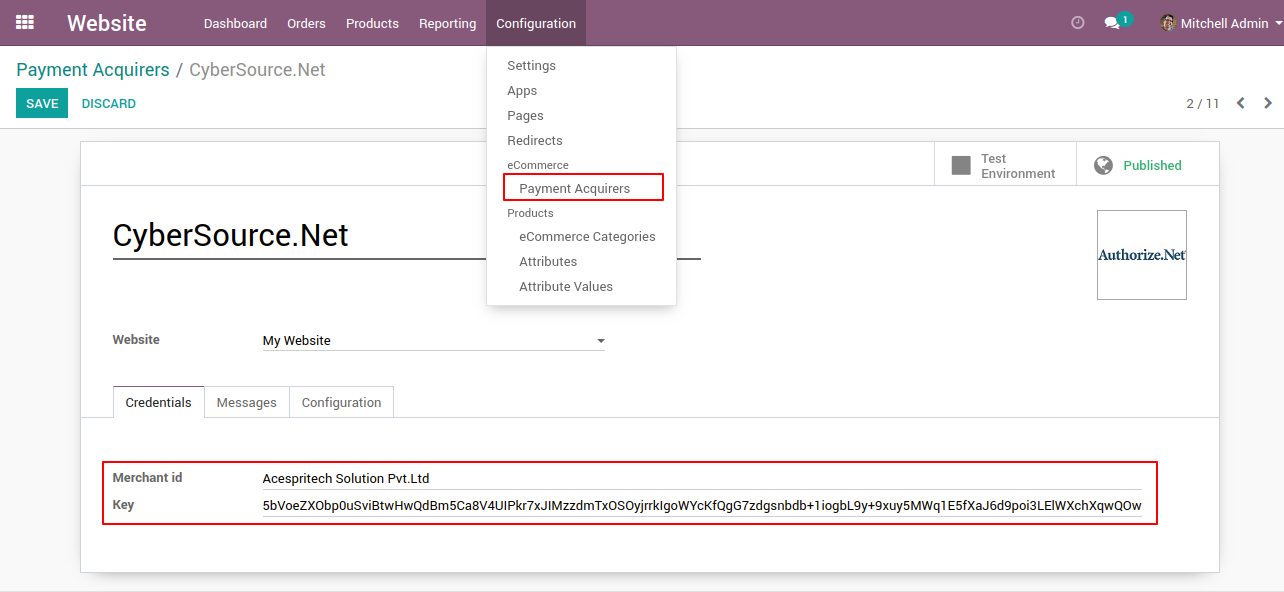 Website Dashboard Orders Products Reporting Configuration 1 Mitchell Admin
Payment Acquirers / CyberSource.Net
SAVE DISCARD
2 / 11
Settings
Apps
Pages
Redirects
eCommerce
Payment Acquirers
Products
eCommerce Categories
Attributes
Attribute Values
Test
Environment
Published
CyberSource.Net
Authorize.Net
Website My Website
Credentials Messages Configuration
Merchant id Acespritech Solution Pvt.Ltd
Key 5bVoeZXObp0uSviBtwHwQdBm5Ca8V4UIPkr7xJIMzzdmTxOSOyjrrkIgoWYcKfQgG7zdgsnbdb+1iogbL9y+9xuy5MWq1E5fXaJ6d9poi3LElWXchXqwQOw